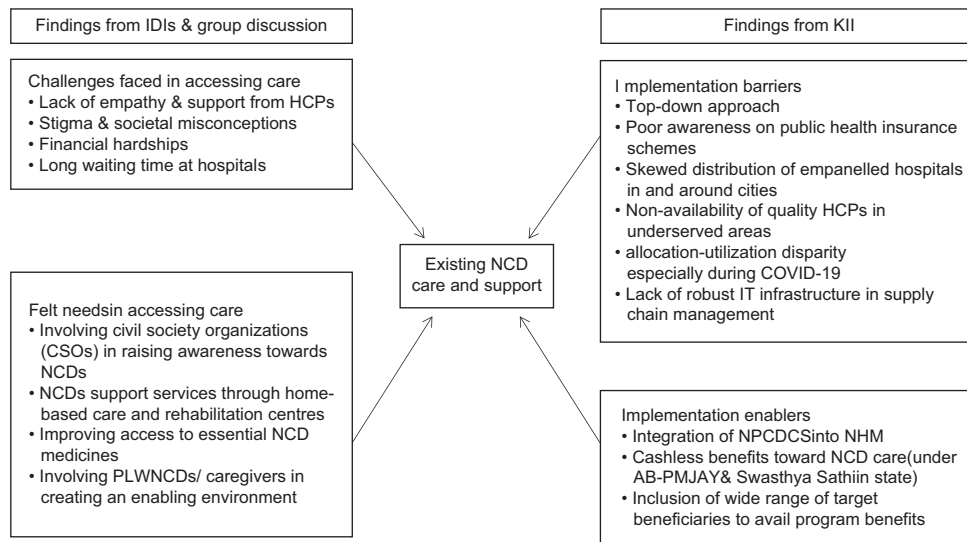 Findings from IDIs & group discussion
Challenges faced in accessing care
• Lack of empathy & support from HCPs
• Stigma & societal misconceptions
• Financial hardships
• Long waiting time at hospitals
Felt needsin accessing care
• Involving civil society organizations
(CSOs) in raising awareness towards
NCDs
• NCDs support services through home-
based care and rehabilitation centres
• Improving access to essential NCD
medicines
• Involving PLWNCDs/ caregivers in
creating an enabling environment
Existing NCD
care and support
Findings from KII
I mplementation barriers
• Top-down approach
• Poor awareness on public health insurance
schemes
• Skewed distribution of empanelled hospitals
in and around cities
• Non-availability of quality HCPs in
underserved areas
• allocation-utilization disparity
especially during COVID-19
• Lack of robust IT infrastructure in supply
chain management
Implementation enablers
• Integration of NPCDCSinto NHM
• Cashless benefits toward NCD care(under
AB-PMJAY& Swasthya Sathiin state)
• Inclusion of wide range of target
beneficiaries to avail program benefits